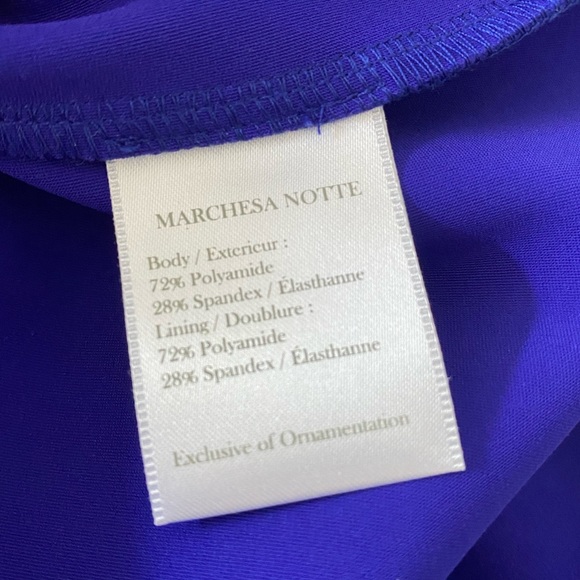 MARCHESA NOTTE
Body / Exterieur :
72% Polyamide
28% Spandex / Élasthanne
Lining / Doublure :
72% Polyamide
28% Spandex / Élasthanne
Exclusive of Ornamentation